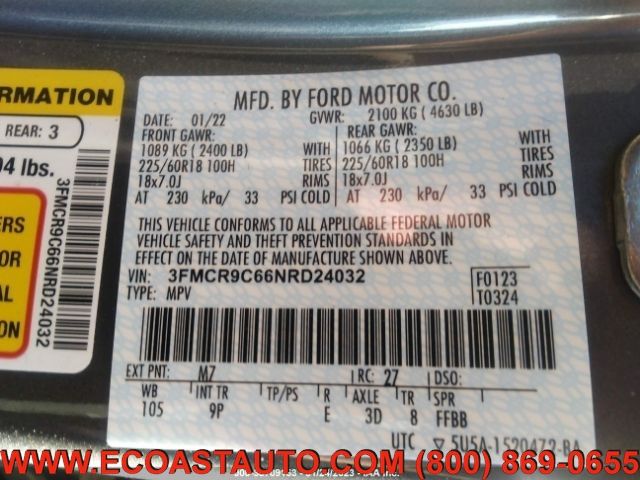 ORMATION
REAR: 3
04 lbs.
3FMCR9C66NRD24032
ERS
OR
AL
ON
MFD. BY FORD MOTOR CO.
DATE: 01/22 GVWR: 2100 KG ( 4630 LB)
FRONT GAWR: REAR GAWR:
1089 KG ( 2400 LB) WITH 1066 KG ( 2350 LB) WITH
225/60R18 100H TIRES 225/60R18 100H TIRES
18x7.0J RIMS 18x7.0J RIMS
AT 230 kPa/ 33 PSI COLD AT 230 kPa/ 33 PSI COLD
THIS VEHICLE CONFORMS TO ALL APPLICABLE FEDERAL MOTOR
VEHICLE SAFETY AND THEFT PREVENTION STANDARDS IN
EFFECT ON THE DATE OF MANUFACTURE SHOWN ABOVE.
VIN: 3FMCR9C66NRD24032 F0123
TYPE: MPV T0324
EXT PNT: M7 RC: 27 DSO:
WB INT TR TP/PS R AXLE TR SPR
105 9P E 3D 8 FFBB
UTC ▽ 5U5A-1520472-BA
WWW.ECOASTAUTO.COM (800) 869-0655